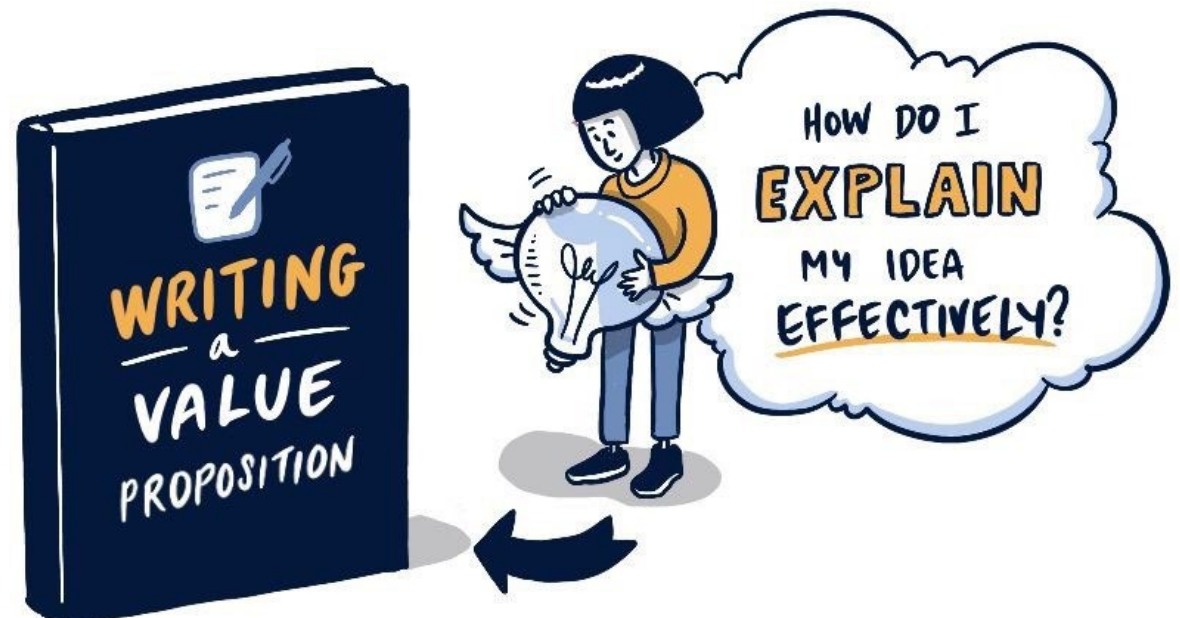 WRITING
a
VALUE
PROPOSITION
HOW DO I
EXPLAIN
MY IDEA
EFFECTIVELY?